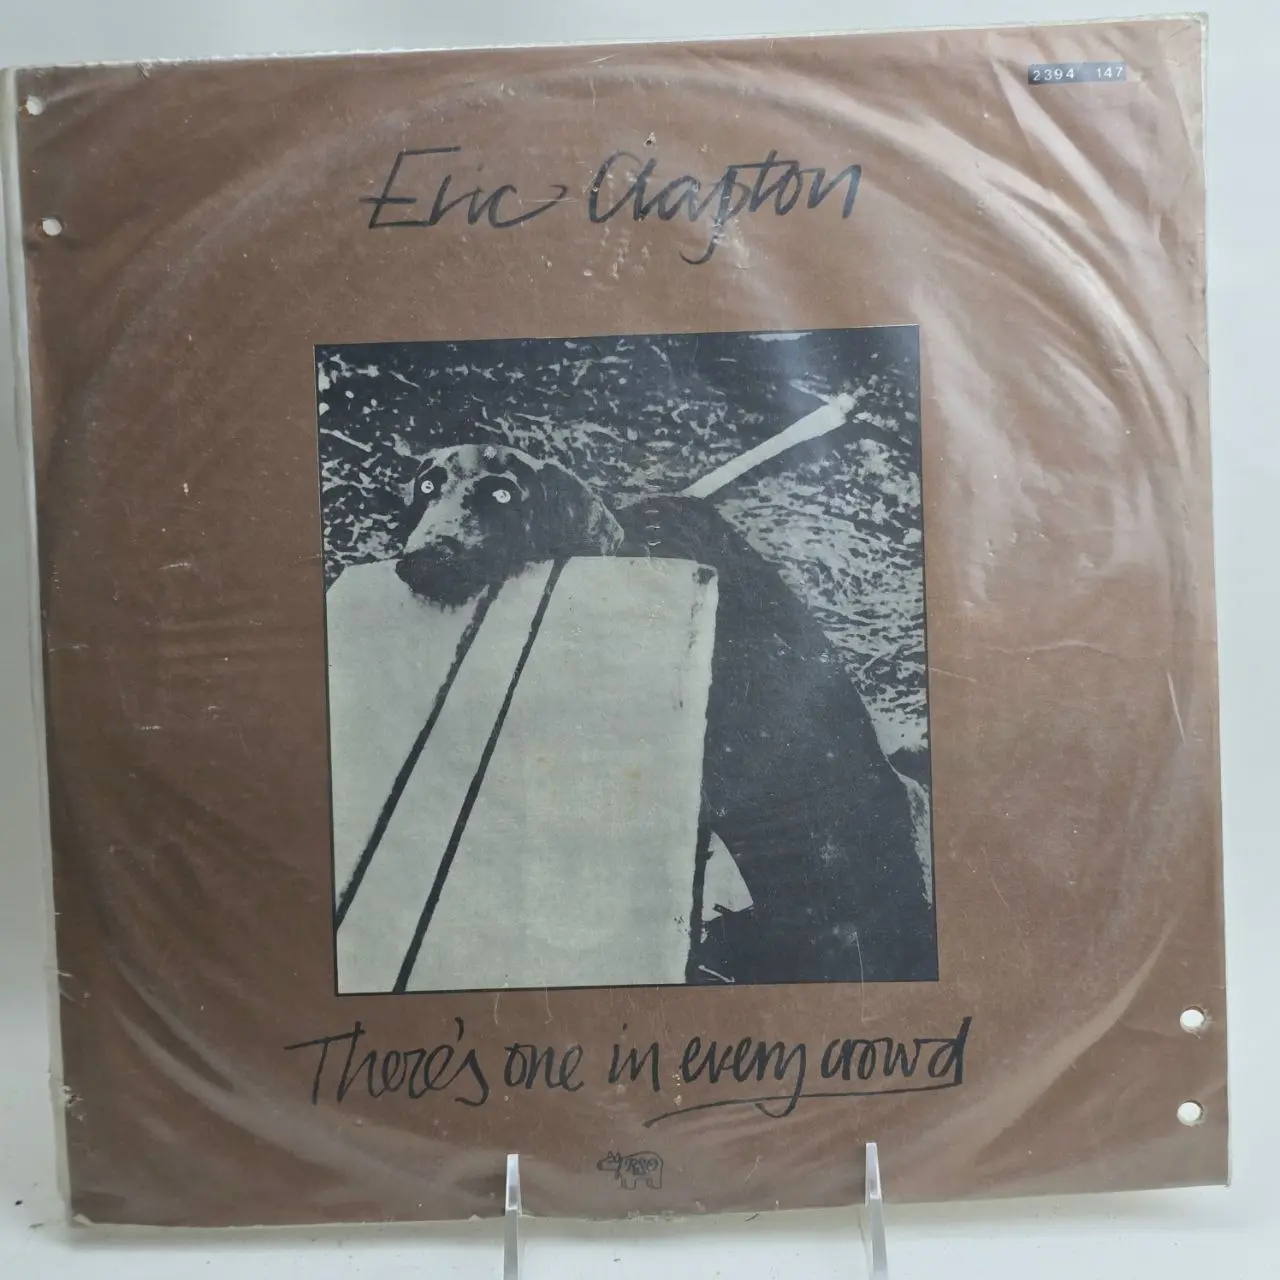 2394 147
Eric Clapton
There's one in every crowd
RSO